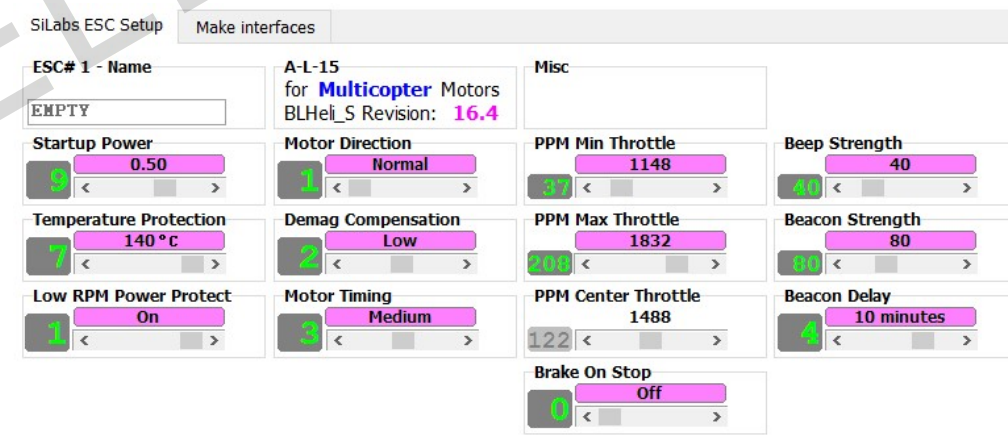 SiLabs ESC Setup Make interfaces
ESC# 1 - Name
EMPTY
A-L-15
for Multicopter Motors
BLHeli_S Revision: 16.4
Misc
Startup Power
0.50
9
Motor Direction
Normal
1
PPM Min Throttle
1148
37
Beep Strength
40
40
Temperature Protection
140°C
7
Demag Compensation
Low
2
PPM Max Throttle
1832
208
Beacon Strength
80
80
Low RPM Power Protect
On
1
Motor Timing
Medium
3
PPM Center Throttle
1488
122
Beacon Delay
10 minutes
4
Brake On Stop
Off
0